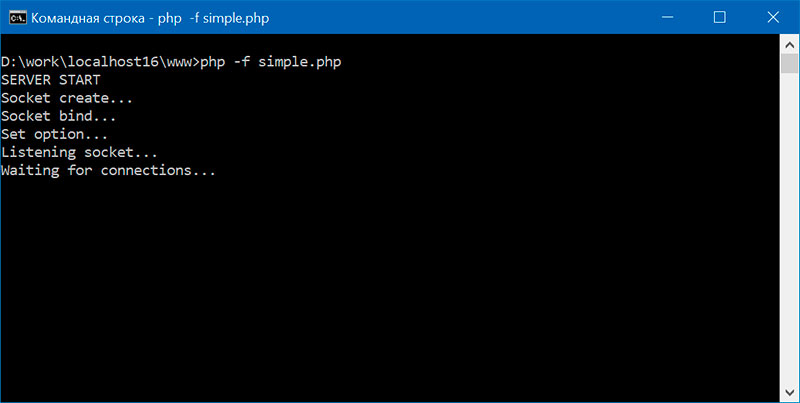 Командная строка - php  -f simple.php
D:\work\localhost16\www>php -f simple.php
SERVER START
Socket create...
Socket bind...
Set option...
Listening socket...
Waiting for connections...